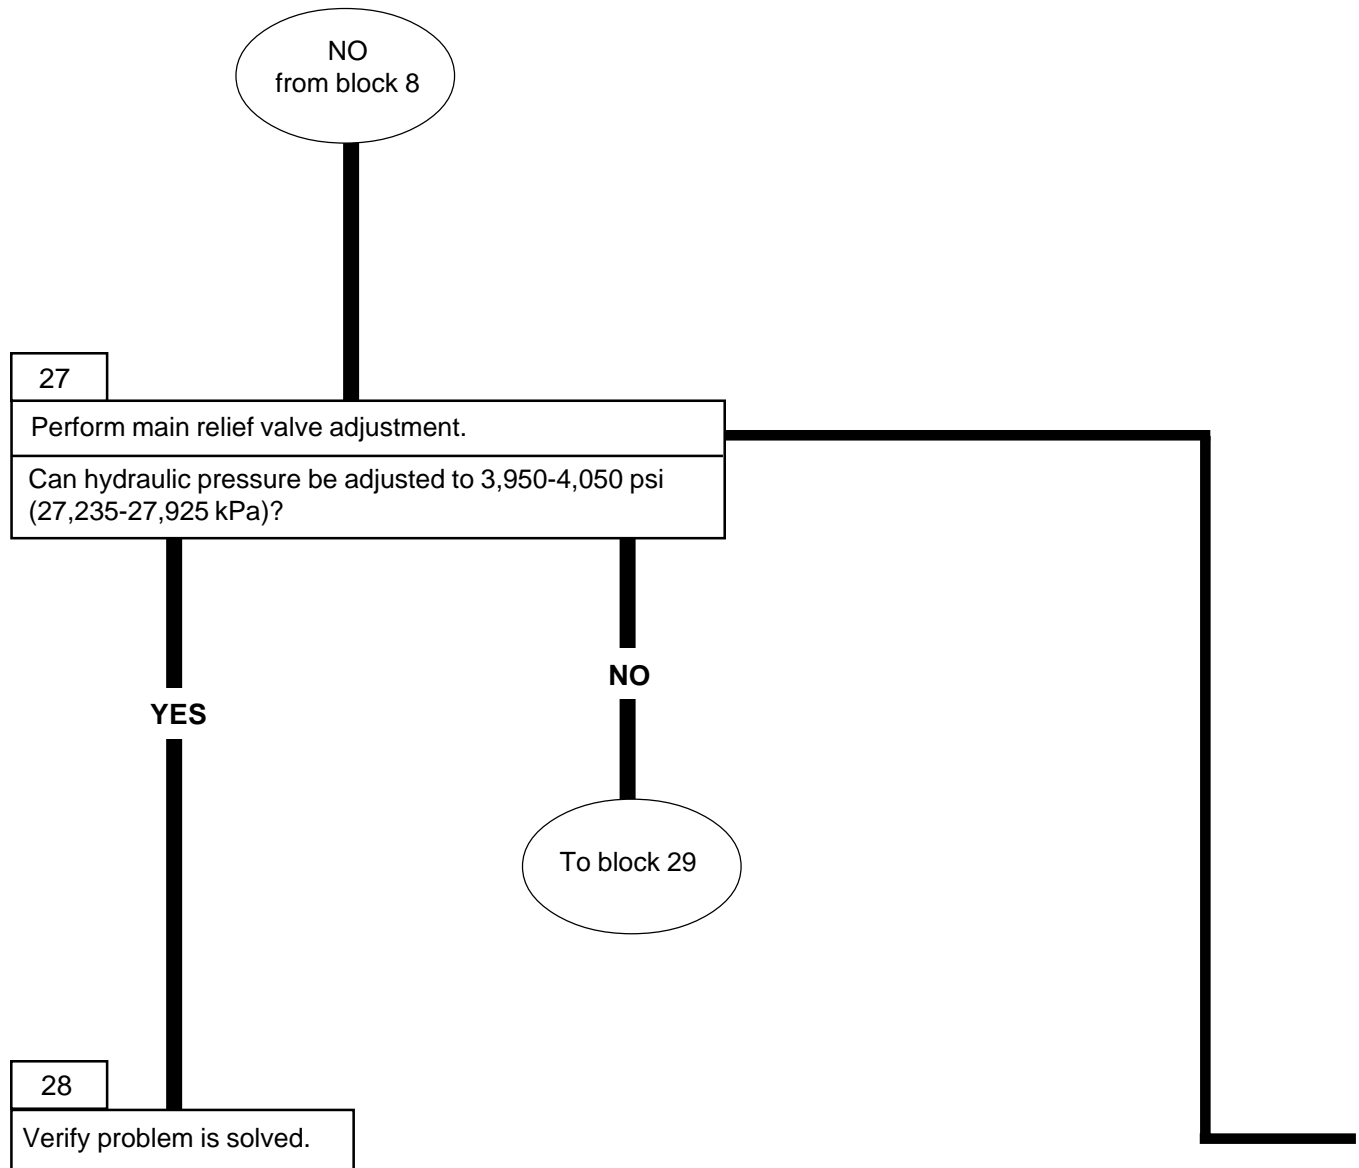 NO
from block 8
27
Perform main relief valve adjustment.
Can hydraulic pressure be adjusted to 3,950-4,050 psi
(27,235-27,925 kPa)?
NO
YES
To block 29
28
Verify problem is solved.